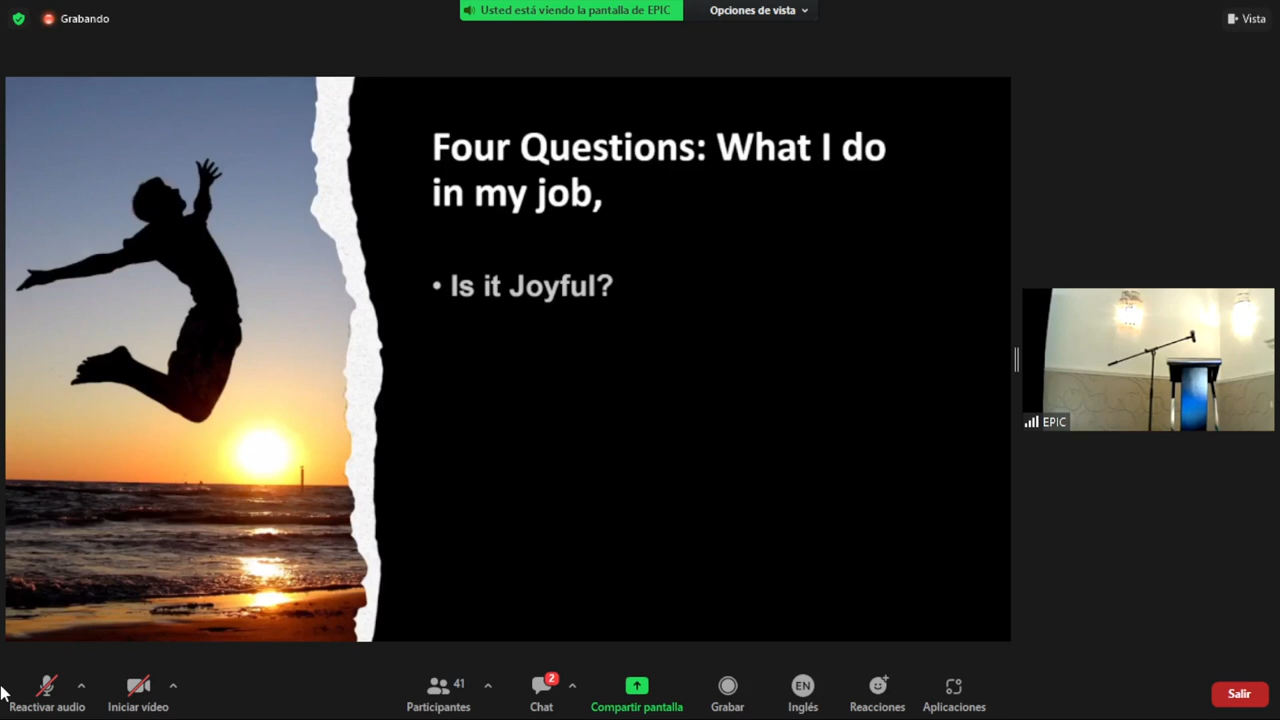 Grabando
Usted está viendo la pantalla de EPIC
Opciones de vista
Vista
Four Questions: What I do
in my job,
• Is it Joyful?
EPIC
Reactivar audio
Iniciar vídeo
Participantes
41
Chat
2
Compartir pantalla
Grabar
EN
Inglés
Reacciones
Aplicaciones
Salir